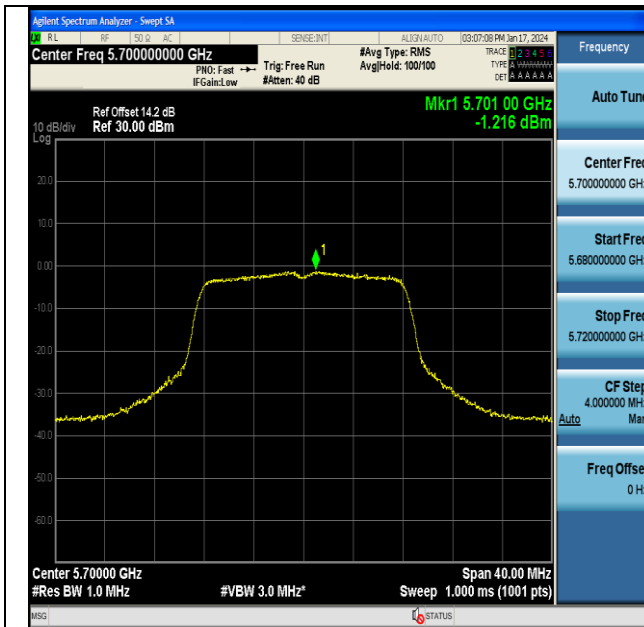 Agilent Spectrum Analyzer - Swept SA
RL RF 50 Ω AC SENSE:INT ALIGN AUTO 03:07:08 PM Jan 17, 2024
Center Freq 5.700000000 GHz
PNO: Fast
IFGain:Low
Trig: Free Run
#Atten: 40 dB
#Avg Type: RMS
Avg|Hold: 100/100
TRACE 1 2 3 4 5 6
TYPE A
DET A A A A A A
Frequency
Ref Offset 14.2 dB
Ref 30.00 dBm
10 dB/div
Log
Mkr1 5.701 00 GHz
-1.216 dBm
20.0
10.0
0.00
-10.0
-20.0
-30.0
-40.0
-50.0
-60.0
1
Center 5.70000 GHz
Span 40.00 MHz
#Res BW 1.0 MHz
#VBW 3.0 MHz*
Sweep 1.000 ms (1001 pts)
Auto Tune
Center Freq
5.700000000 GHz
Start Freq
5.680000000 GHz
Stop Freq
5.720000000 GHz
CF Step
4.000000 MHz
Auto Man
Freq Offset
0 Hz
MSG
STATUS